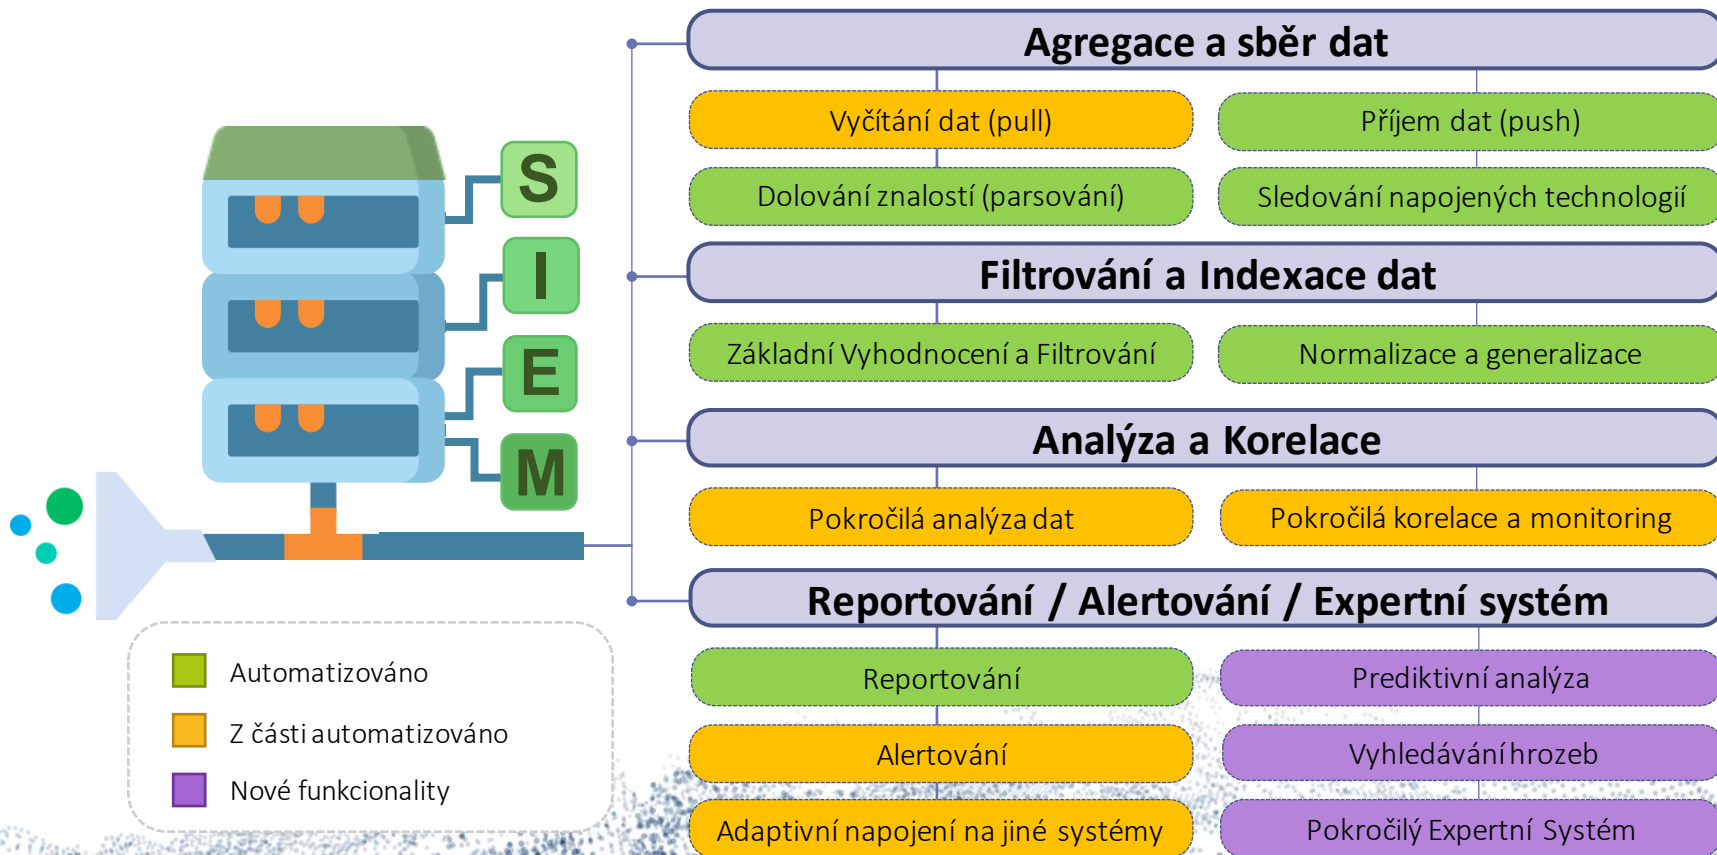 S
I
E
M
Automatizováno
Z části automatizováno
Nové funkcionality
Agregace a sběr dat
Vyčítání dat (pull)
Příjem dat (push)
Dolování znalostí (parsování)
Sledování napojených technologií
Filtrování a Indexace dat
Základní Vyhodnocení a Filtrování
Normalizace a generalizace
Analýza a Korelace
Pokročilá analýza dat
Pokročilá korelace a monitoring
Reportování / Alertování / Expertní systém
Reportování
Prediktivní analýza
Alertování
Vyhledávání hrozeb
Adaptivní napojení na jiné systémy
Pokročilý Expertní Systém